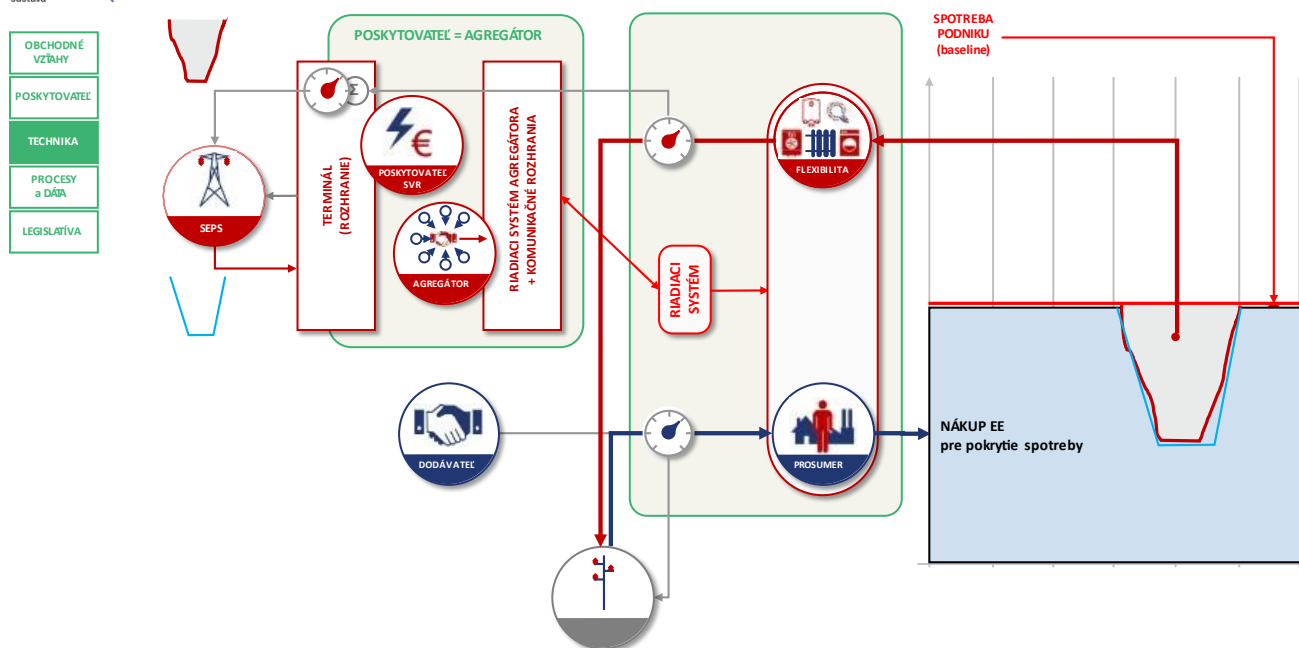 OBCHODNÉ
VZŤAHY
POSKYTOVATEĽ
TECHNIKA
PROCESY
a DÁTA
LEGISLATÍVA
POSKYTOVATEĽ = AGREGÁTOR
TERMINÁL
(ROZHRANIE)
Σ
POSKYTOVATEĽ
SVR
AGREGÁTOR
RIADIACI SYSTÉM AGREGÁTORA
+ KOMUNIKAČNÉ ROZHRANIA
SEPS
RIADIACI
SYSTÉM
FLEXIBILITA
DODÁVATEĽ
PROSUMER
SPOTREBA
PODNIKU
(baseline)
NÁKUP EE
pre pokrytie spotreby